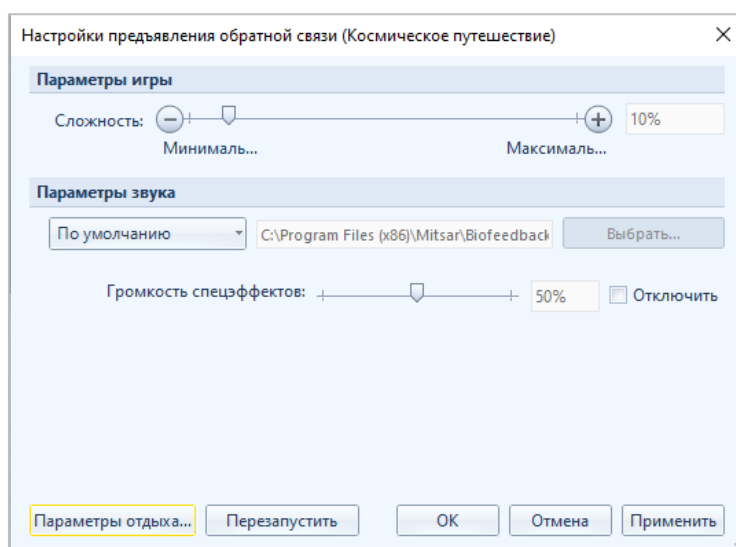 Настройки предъявления обратной связи (Космическое путешествие)
Параметры игры
Сложность: 10%
Минималь... Максималь...
Параметры звука
По умолчанию C:\Program Files (x86)\Mitsar\Biofeedback Выбрать...
Громкость спецэффектов: 50% Отключить
Параметры отдыха... Перезапустить ОК Отмена Применить